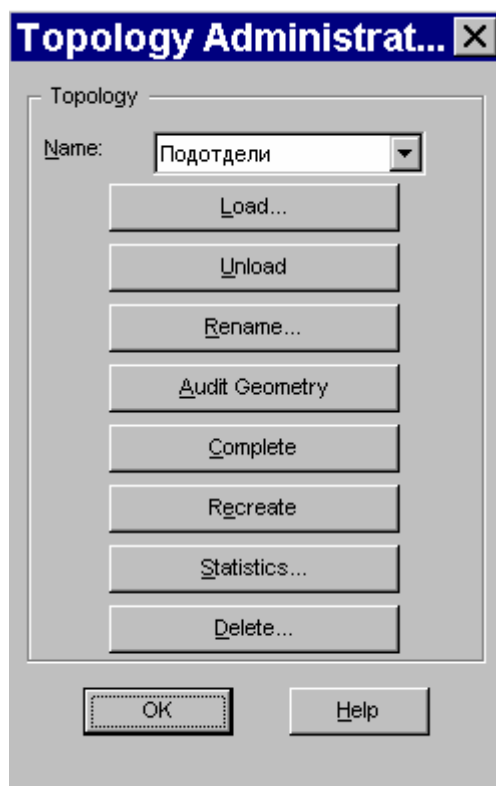 Topology Administrat...
Topology
Name: Подотдели
Load...
Unload
Rename...
Audit Geometry
Complete
Recreate
Statistics...
Delete...
OK Help